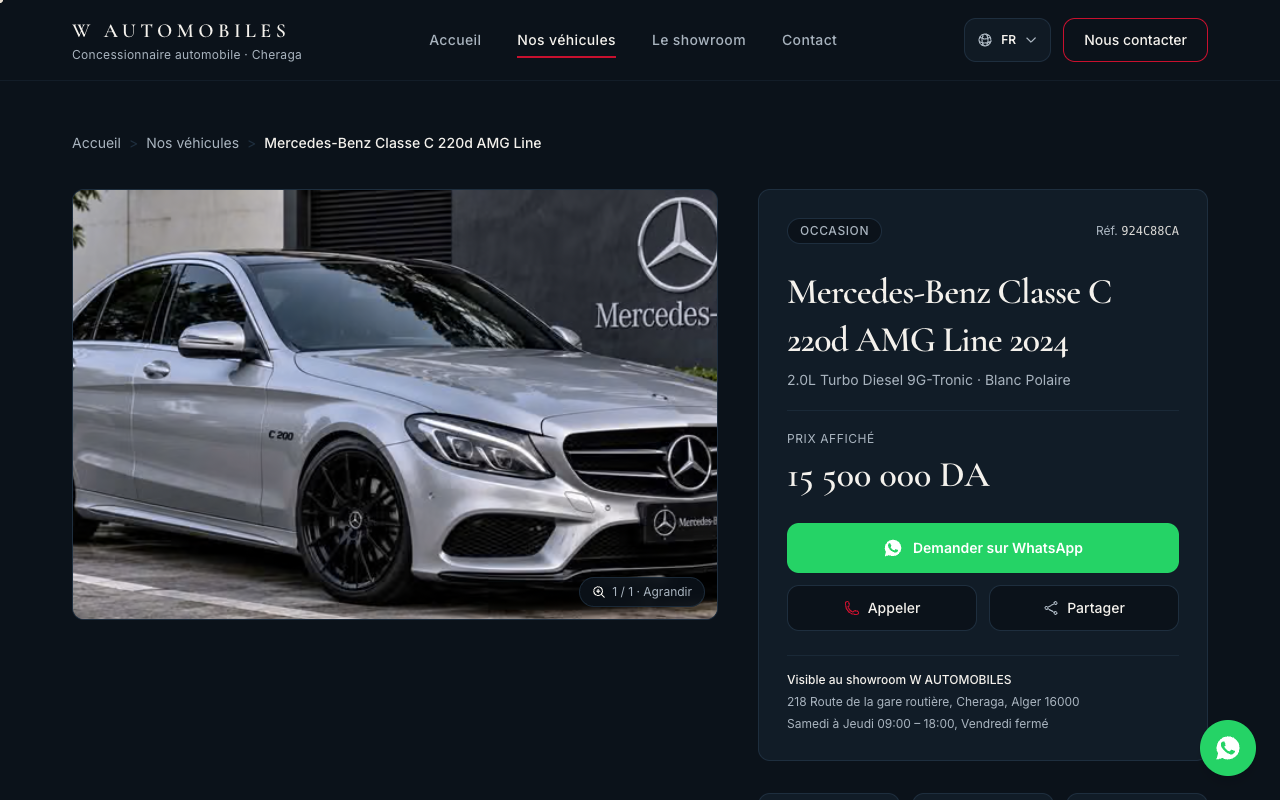 W AUTOMOBILES
Concessionnaire automobile · Cheraga
Accueil
Nos véhicules
Le showroom
Contact
FR
Nous contacter
Accueil > Nos véhicules > Mercedes-Benz Classe C 220d AMG Line
Mercedes-
C 200
Mercedes-B
1 / 1 · Agrandir
OCCASION
Réf. 924C88CA
Mercedes-Benz Classe C
220d AMG Line 2024
2.0L Turbo Diesel 9G-Tronic · Blanc Polaire
PRIX AFFICHÉ
15 500 000 DA
Demander sur WhatsApp
Appeler
Partager
Visible au showroom W AUTOMOBILES
218 Route de la gare routière, Cheraga, Alger 16000
Samedi à Jeudi 09:00 – 18:00, Vendredi fermé